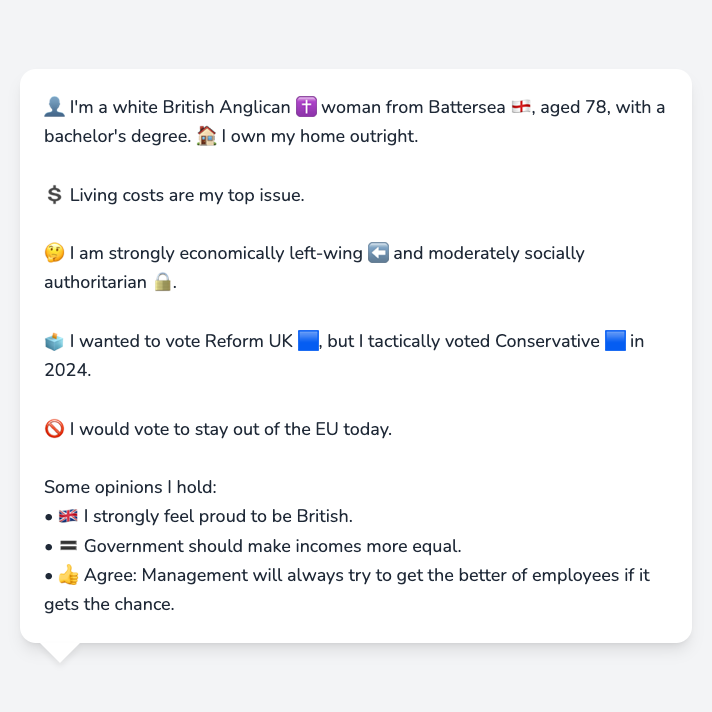 👤 I'm a white British Anglican ✝️ woman from Battersea 🏴󠁧󠁢󠁥󠁮󠁧󠁿, aged 78, with a
bachelor's degree. 🏠 I own my home outright.
💲 Living costs are my top issue.
🤔 I am strongly economically left-wing ⬅️ and moderately socially
authoritarian 🔒.
🗳️ I wanted to vote Reform UK 🟦, but I tactically voted Conservative 🟦 in
2024.
🚫 I would vote to stay out of the EU today.
Some opinions I hold:
• 🇬🇧 I strongly feel proud to be British.
• 🟰 Government should make incomes more equal.
• 👍 Agree: Management will always try to get the better of employees if it
gets the chance.